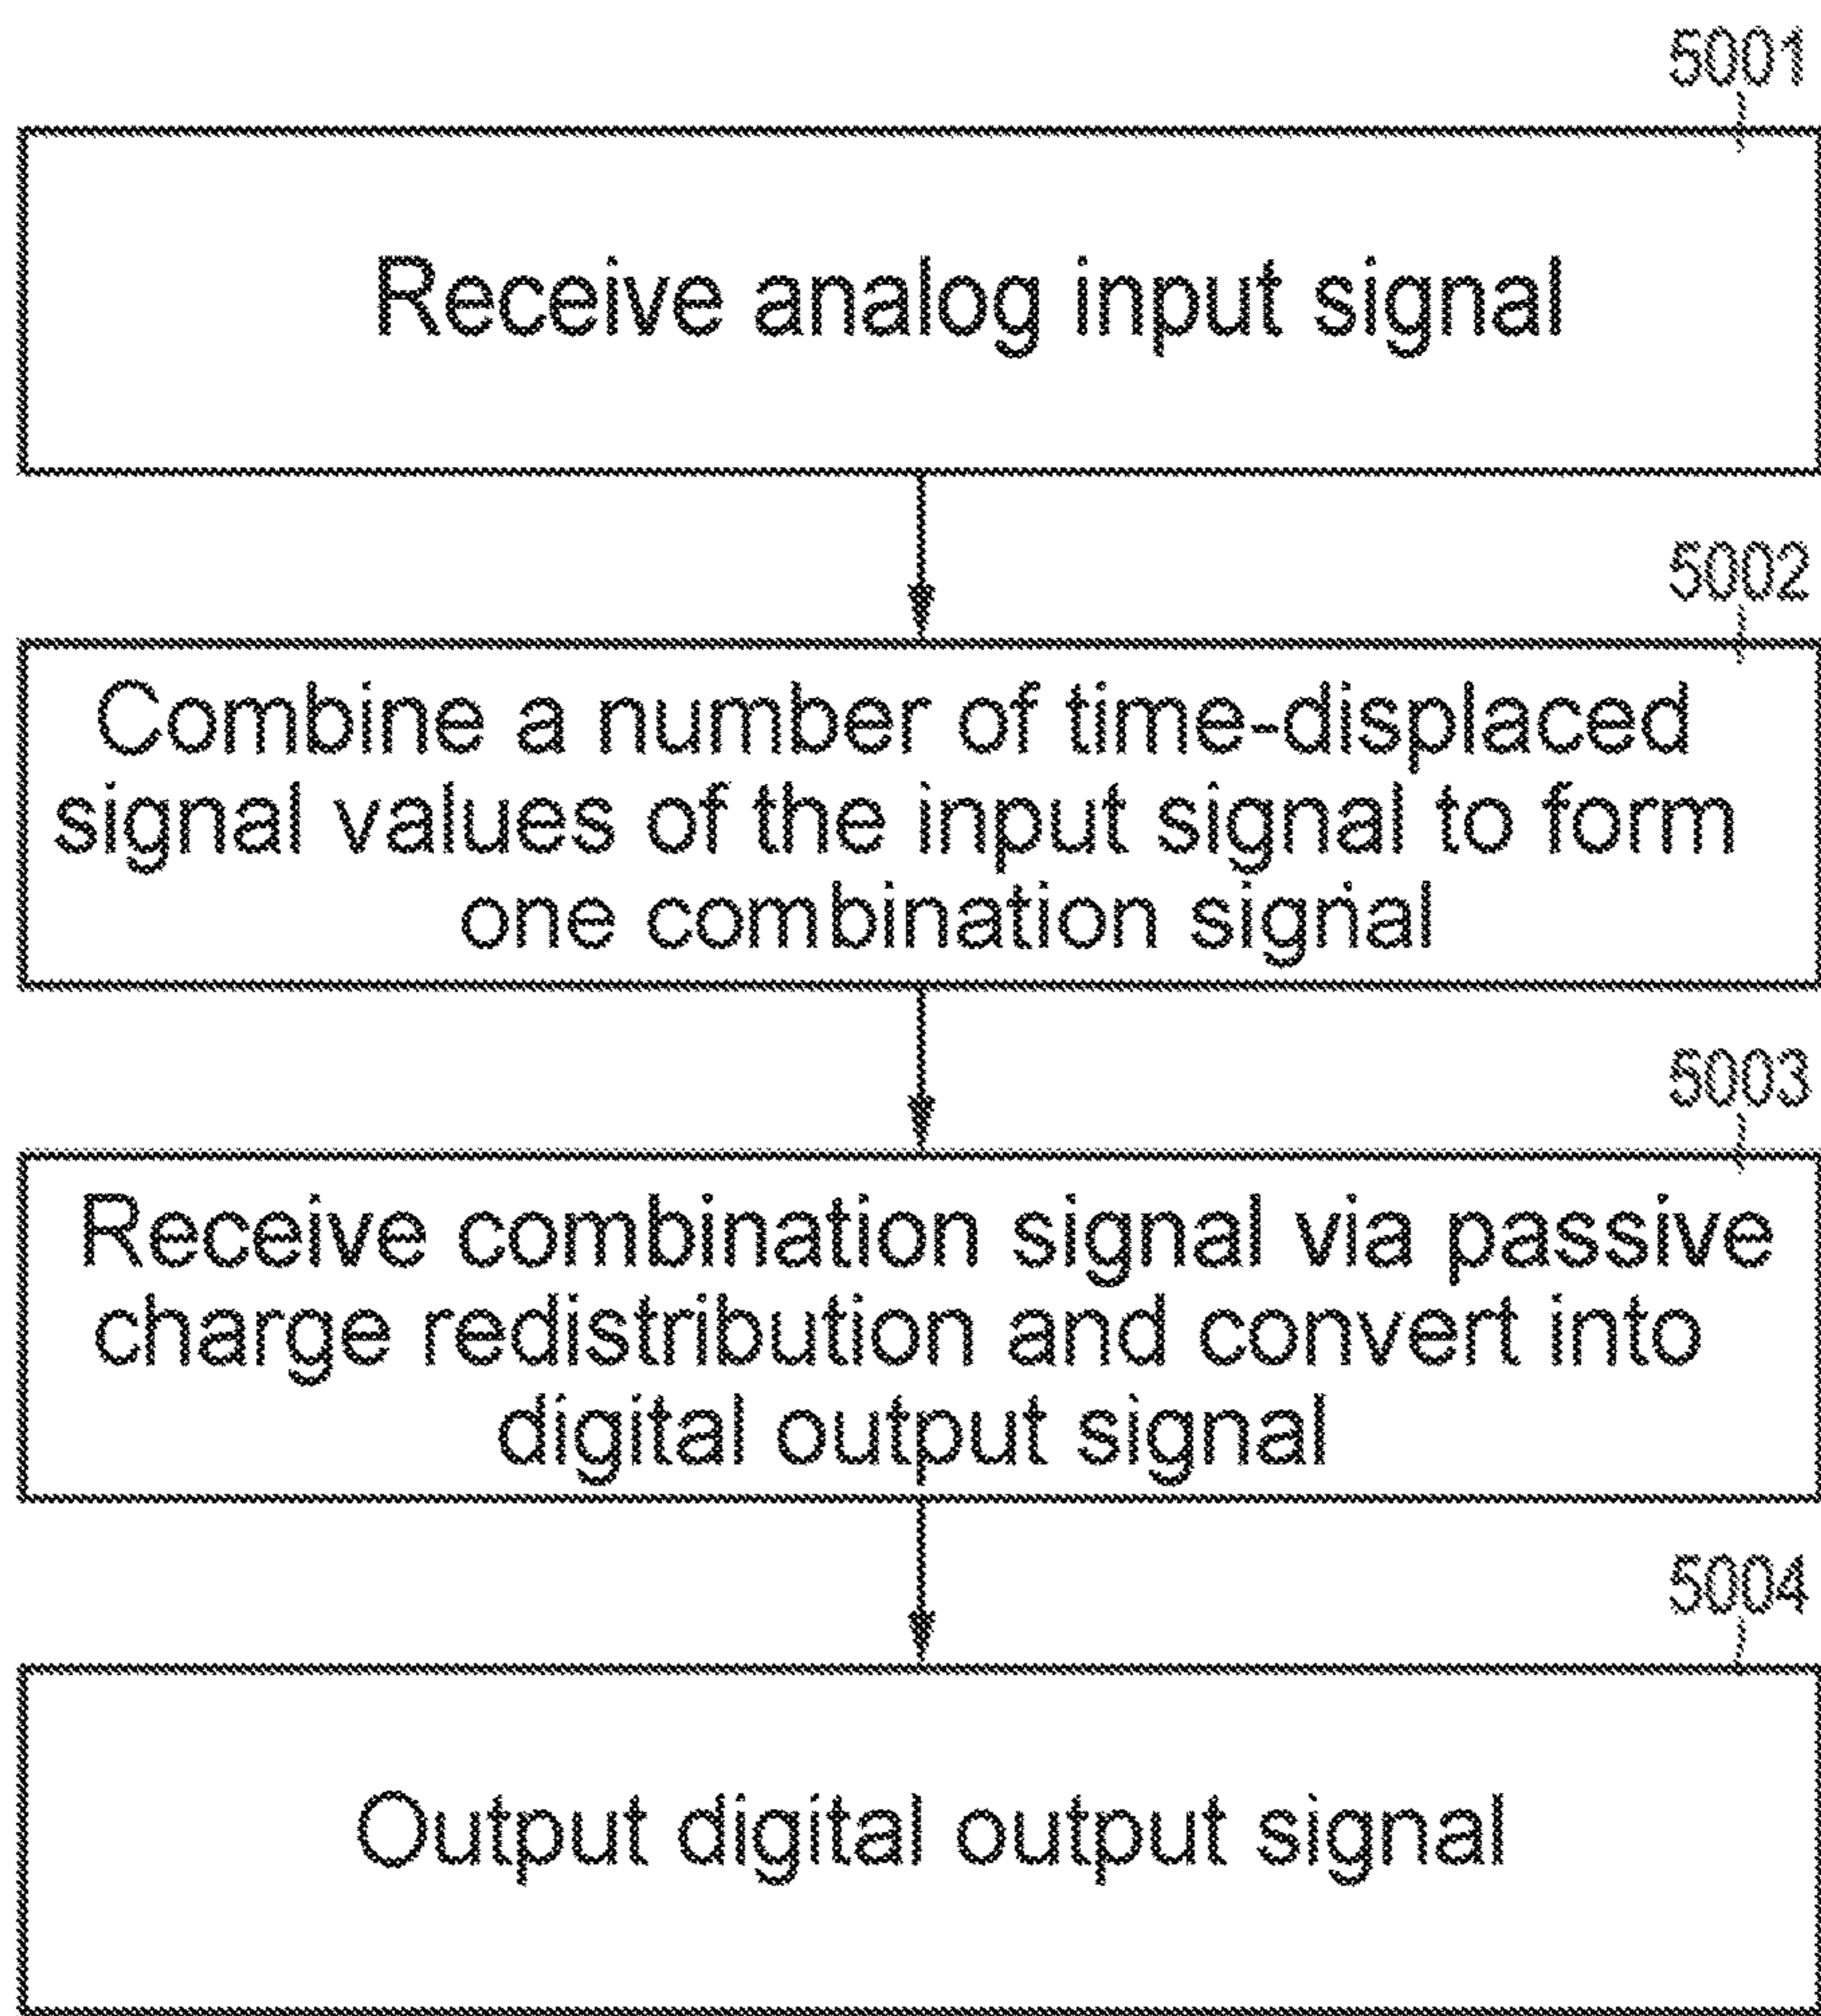 5001
Receive analog input signal
5002
Combine a number of time-displaced
signal values of the input signal to form
one combination signal
5003
Receive combination signal via passive
charge redistribution and convert into
digital output signal
5004
Output digital output signal